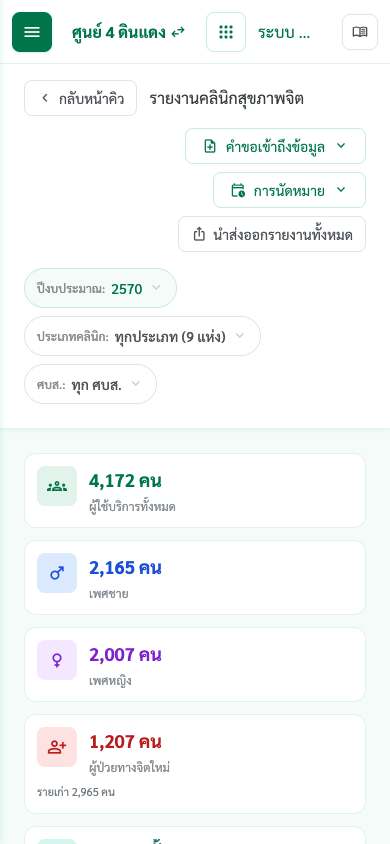 ศูนย์ 4 ดินแดง
ระบบ ...
กลับหน้าคิว
รายงานคลินิกสุขภาพจิต
คำขอเข้าถึงข้อมูล
การนัดหมาย
นำส่งออกรายงานทั้งหมด
ปีงบประมาณ: 2570
ประเภทคลินิก: ทุกประเภท (9 แห่ง)
ศบส.: ทุก ศบส.
4,172 คน
ผู้ใช้บริการทั้งหมด
2,165 คน
เพศชาย
2,007 คน
เพศหญิง
1,207 คน
ผู้ป่วยทางจิตใหม่
รายเก่า 2,965 คน